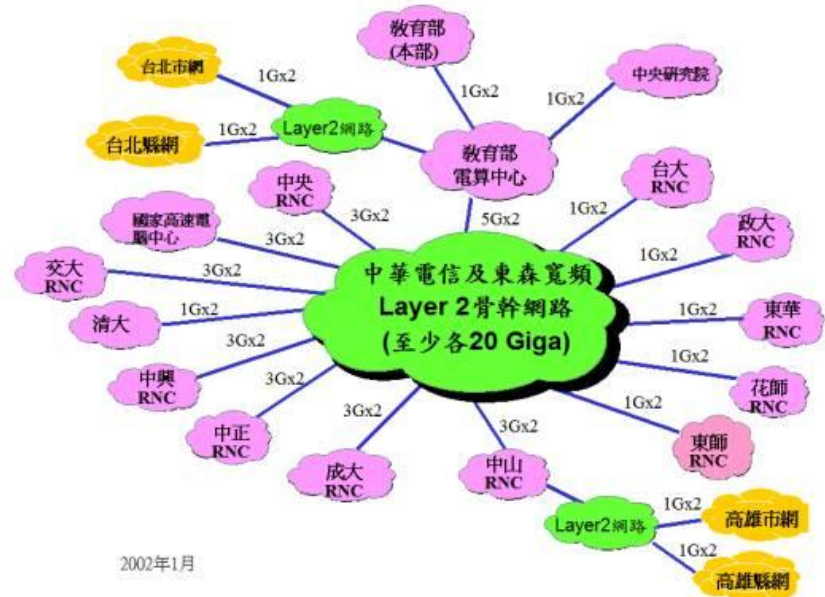 教育部
(本部)
台北市網
1Gx2
1Gx2
1Gx2
中央研究院
台北縣網
1Gx2
Layer2網路
教育部
電算中心
中央
RNC
台大
RNC
3Gx2
5Gx2
1Gx2
國家高速電
腦中心
3Gx2
政大
RNC
1Gx2
交大
RNC
3Gx2
中華電信及東森寬頻
Layer 2骨幹網路
(至少各20 Giga)
清大
1Gx2
1Gx2
東華
RNC
中興
RNC
3Gx2
1Gx2
花師
RNC
中正
RNC
3Gx2
1Gx2
東師
RNC
成大
RNC
3Gx2
3Gx2
中山
RNC
Layer2網路
1Gx2
高雄市網
1Gx2
高雄縣網
2002年1月